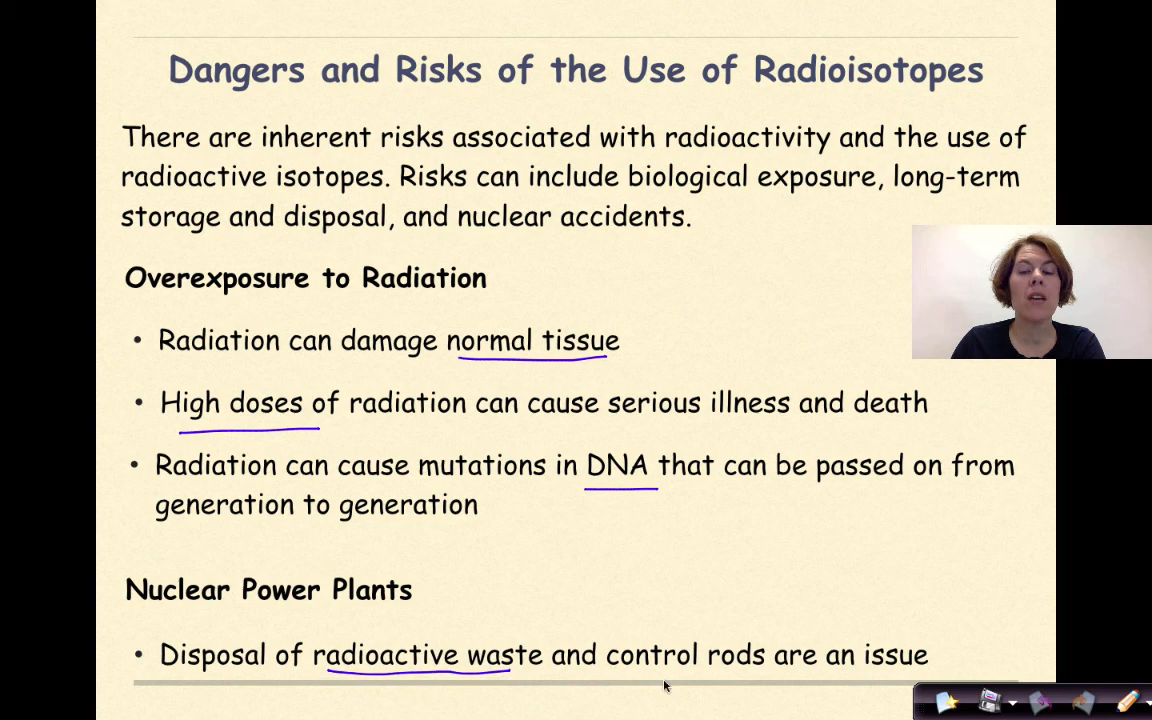 Dangers and Risks of the Use of Radioisotopes
There are inherent risks associated with radioactivity and the use of
radioactive isotopes. Risks can include biological exposure, long-term
storage and disposal, and nuclear accidents.
Overexposure to Radiation
• Radiation can damage normal tissue
• High doses of radiation can cause serious illness and death
• Radiation can cause mutations in DNA that can be passed on from
generation to generation
Nuclear Power Plants
• Disposal of radioactive waste and control rods are an issue